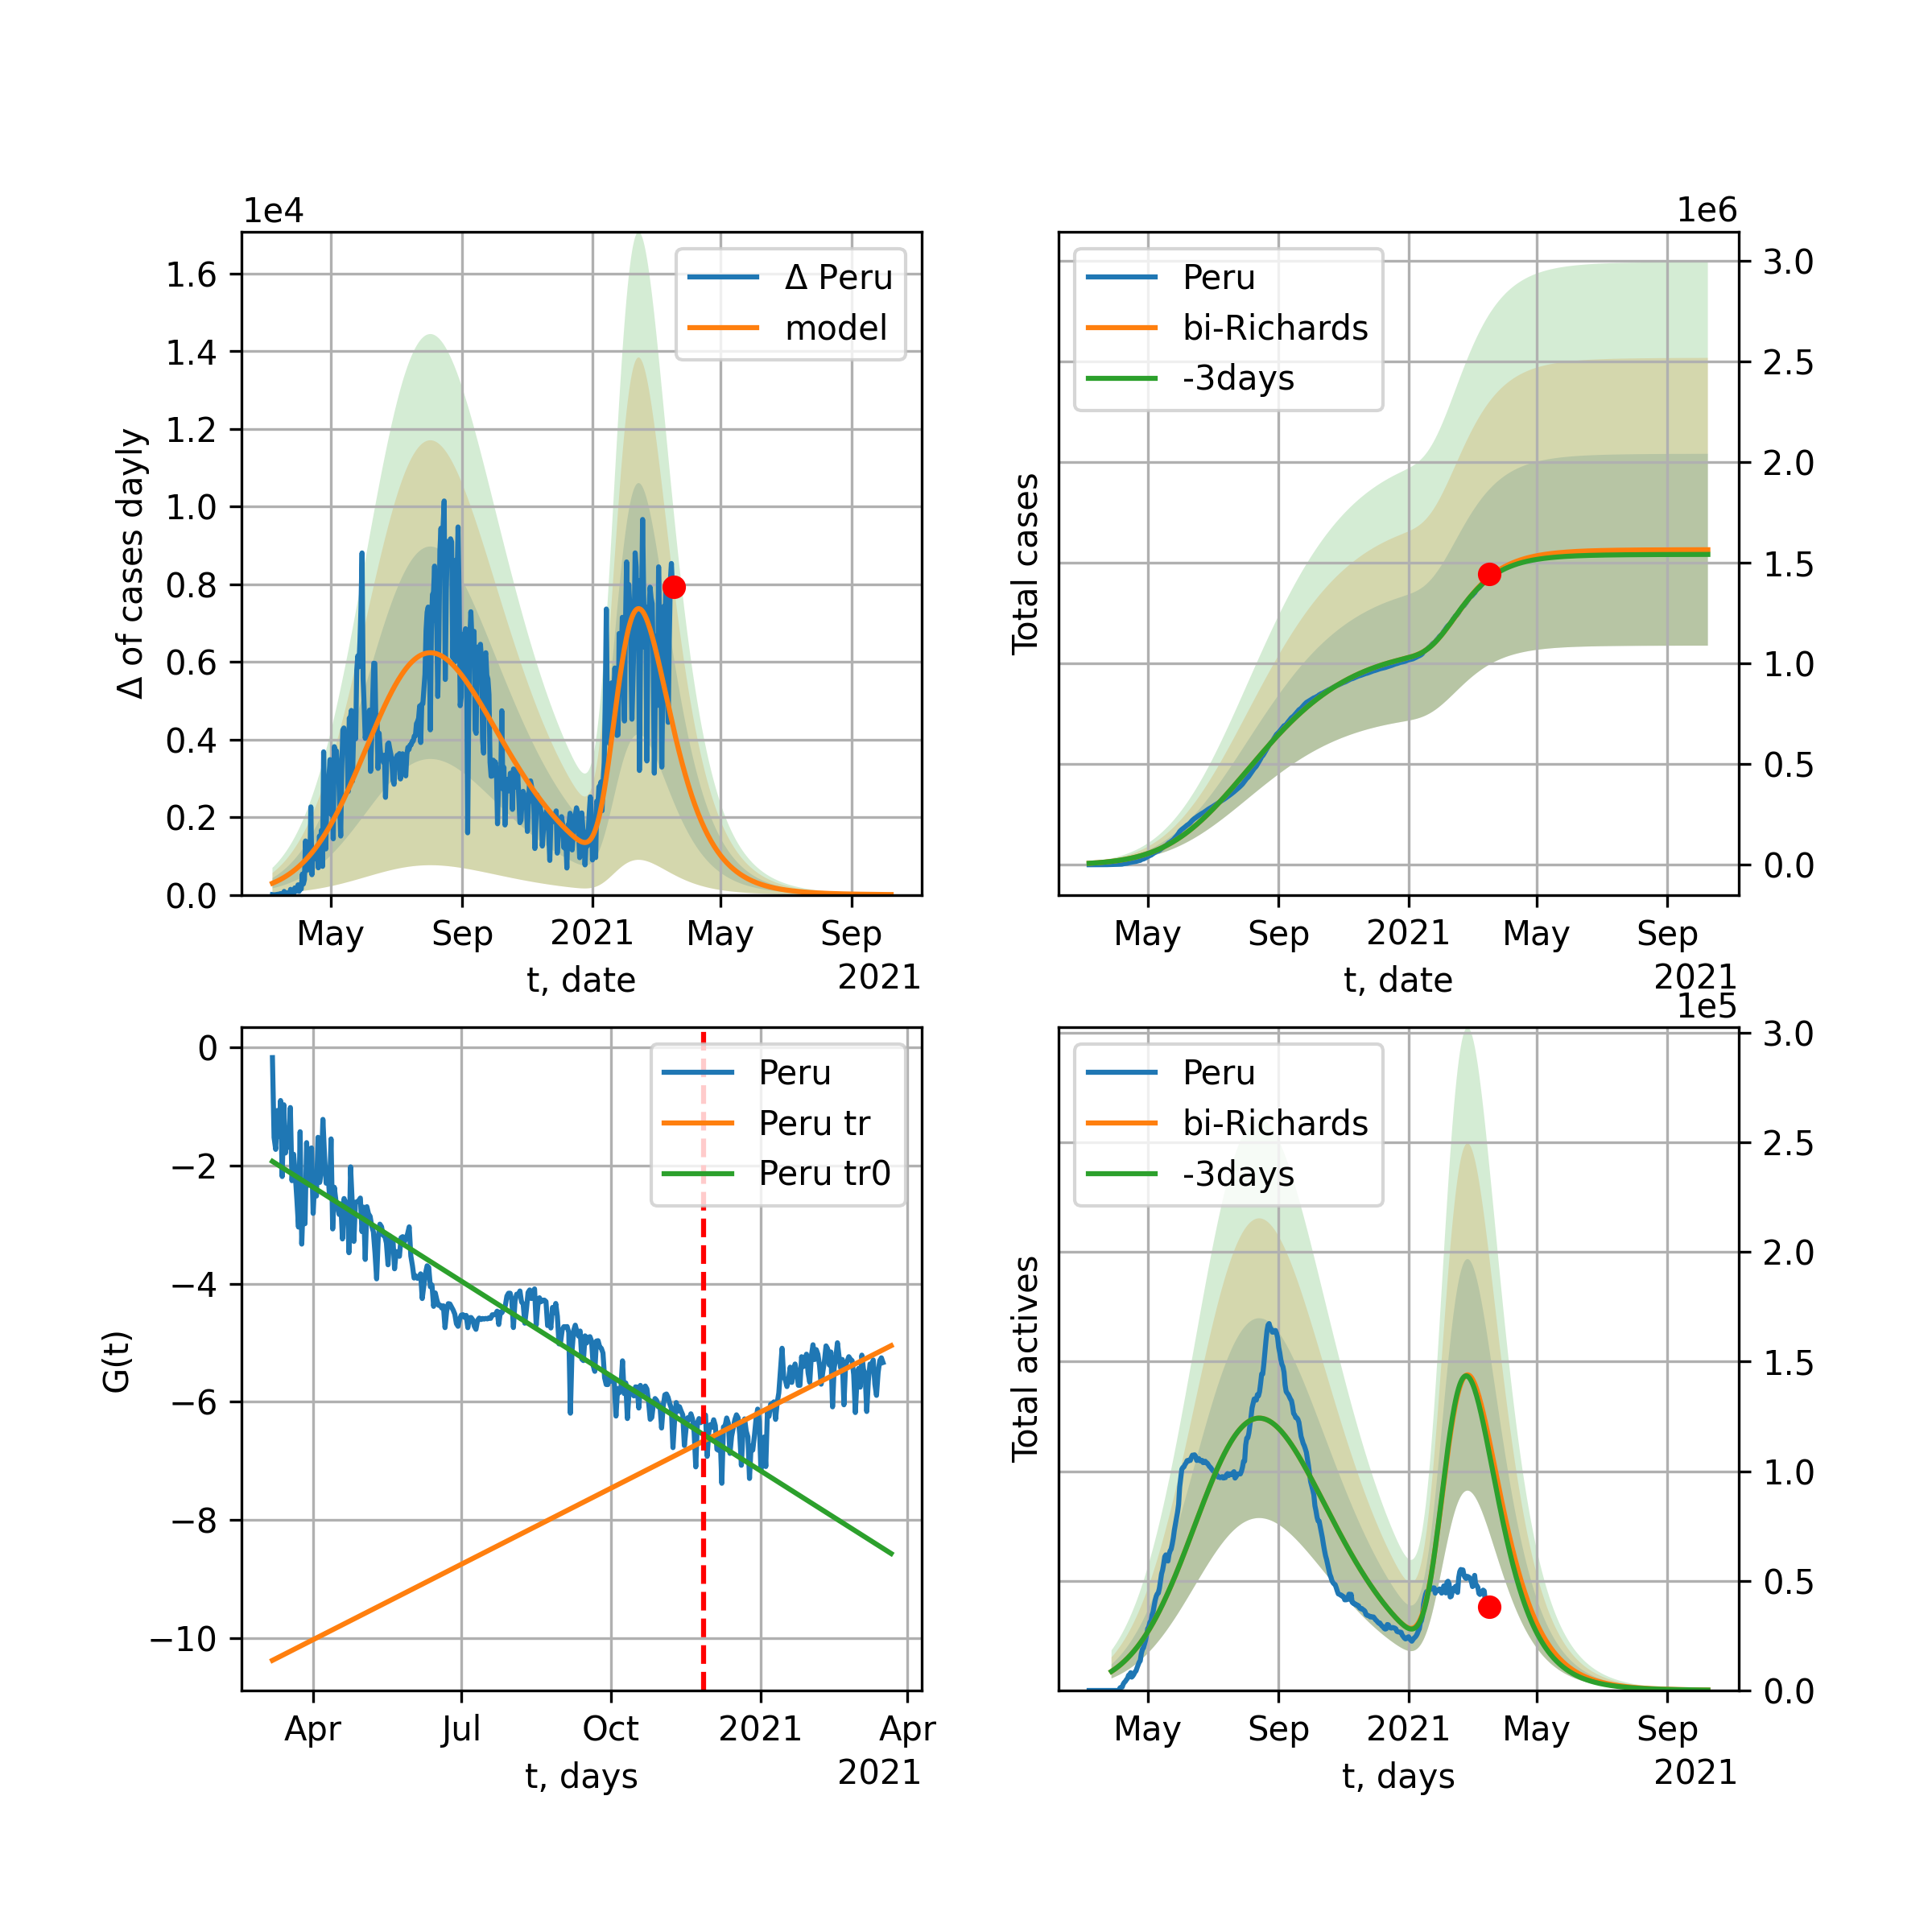 1e4
1.6
1.4
1.2
1.0
0.8
0.6
0.4
0.2
0.0
Δ of cases dayly
Δ Peru
model
May Sep 2021 May Sep
t, date
2021
1e6
3.0
2.5
2.0
1.5
1.0
0.5
0.0
Total cases
Peru
bi-Richards
-3days
May Sep 2021 May Sep
t, date
2021
0
−2
−4
−6
−8
−10
G(t)
Peru
Peru tr
Peru tr0
Apr Jul Oct 2021 Apr
t, days
2021
1e5
3.0
2.5
2.0
1.5
1.0
0.5
0.0
Total actives
Peru
bi-Richards
-3days
May Sep 2021 May Sep
t, days
2021